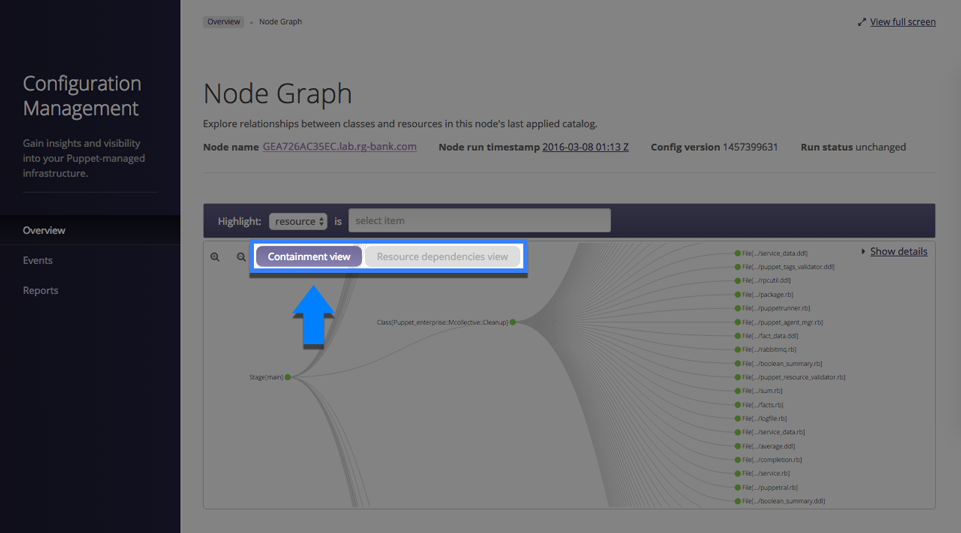 Overview
Node Graph
View full screen
Configuration
Management
Gain insights and visibility
into your Puppet-managed
infrastructure.
Overview
Events
Reports
Node Graph
Explore relationships between classes and resources in this node's last applied catalog.
Node name GEA726AC35EC.lab.rg-bank.com Node run timestamp 2016-03-08 01:13 Z Config version 1457399631 Run status unchanged
Highlight: resource is select item
Containment view
Resource dependencies view
Show details
Stage[main]
Class[Puppet_enterprise::Mcollective::Cleanup]
File[.../service_data.ddl]
File[.../puppet_tags_validator.ddl]
File[.../rpcutil.ddl]
File[.../package.rb]
File[.../puppetrunner.rb]
File[.../puppet_agent_mgr.rb]
File[.../fact_data.ddl]
File[.../rabbitmq.rb]
File[.../boolean_summary.rb]
File[.../puppet_resource_validator.rb]
File[.../sum.rb]
File[.../facts.rb]
File[.../logfile.rb]
File[.../service_data.rb]
File[.../average.ddl]
File[.../completion.rb]
File[.../service.rb]
File[.../puppetral.rb]
File[.../boolean_summary.ddl]